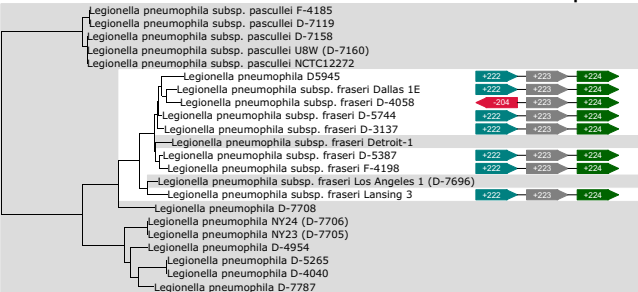 Legionella pneumophila subsp. pascullei F-4185
Legionella pneumophila subsp. pascullei D-7119
Legionella pneumophila subsp. pascullei D-7158
Legionella pneumophila subsp. pascullei U8W (D-7160)
Legionella pneumophila subsp. pascullei NCTC12272
Legionella pneumophila D5945 +222 +223 +224
Legionella pneumophila subsp. fraseri Dallas 1E +222 +223 +224
Legionella pneumophila subsp. fraseri D-4058 -204 +223 +224
Legionella pneumophila subsp. fraseri D-5744 +222 +223 +224
Legionella pneumophila subsp. fraseri D-3137 +222 +223 +224
Legionella pneumophila subsp. fraseri Detroit-1
Legionella pneumophila subsp. fraseri D-5387 +222 +223 +224
Legionella pneumophila subsp. fraseri F-4198 +222 +223 +224
Legionella pneumophila subsp. fraseri Los Angeles 1 (D-7696)
Legionella pneumophila subsp. fraseri Lansing 3 +222 +223 +224
Legionella pneumophila D-7708
Legionella pneumophila NY24 (D-7706)
Legionella pneumophila NY23 (D-7705)
Legionella pneumophila D-4954
Legionella pneumophila D-5265
Legionella pneumophila D-4040
Legionella pneumophila D-7787